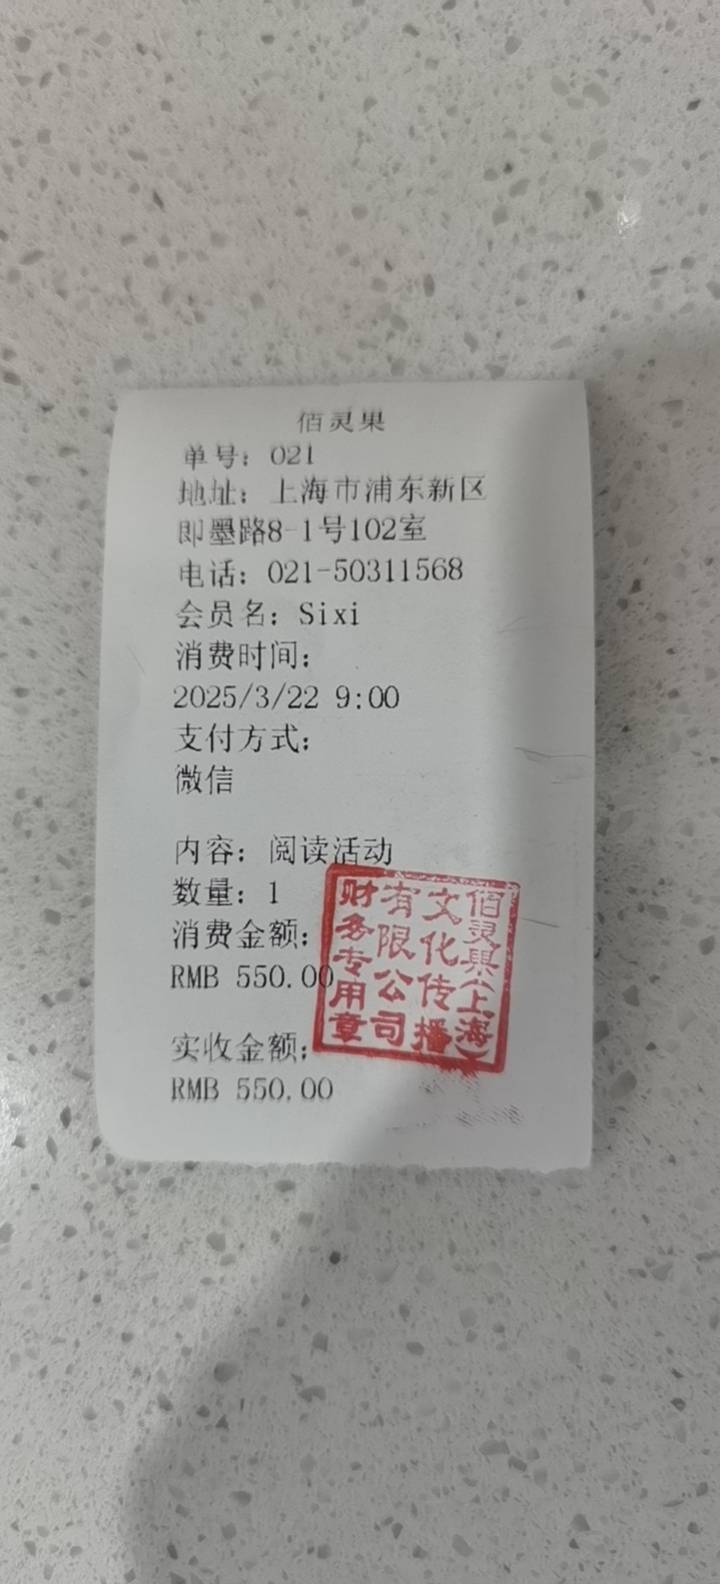 佰灵果
单号：021
地址：上海市浦东新区
即墨路8-1号102室
电话：021-50311568
会员名：Sixi
消费时间：
2025/3/22 9:00
支付方式：
微信
内容：阅读活动
数量：1
消费金额：
RMB 550.00
实收金额：
RMB 550.00
佰灵果(上海)
文化传播
有限公司
财务专用章